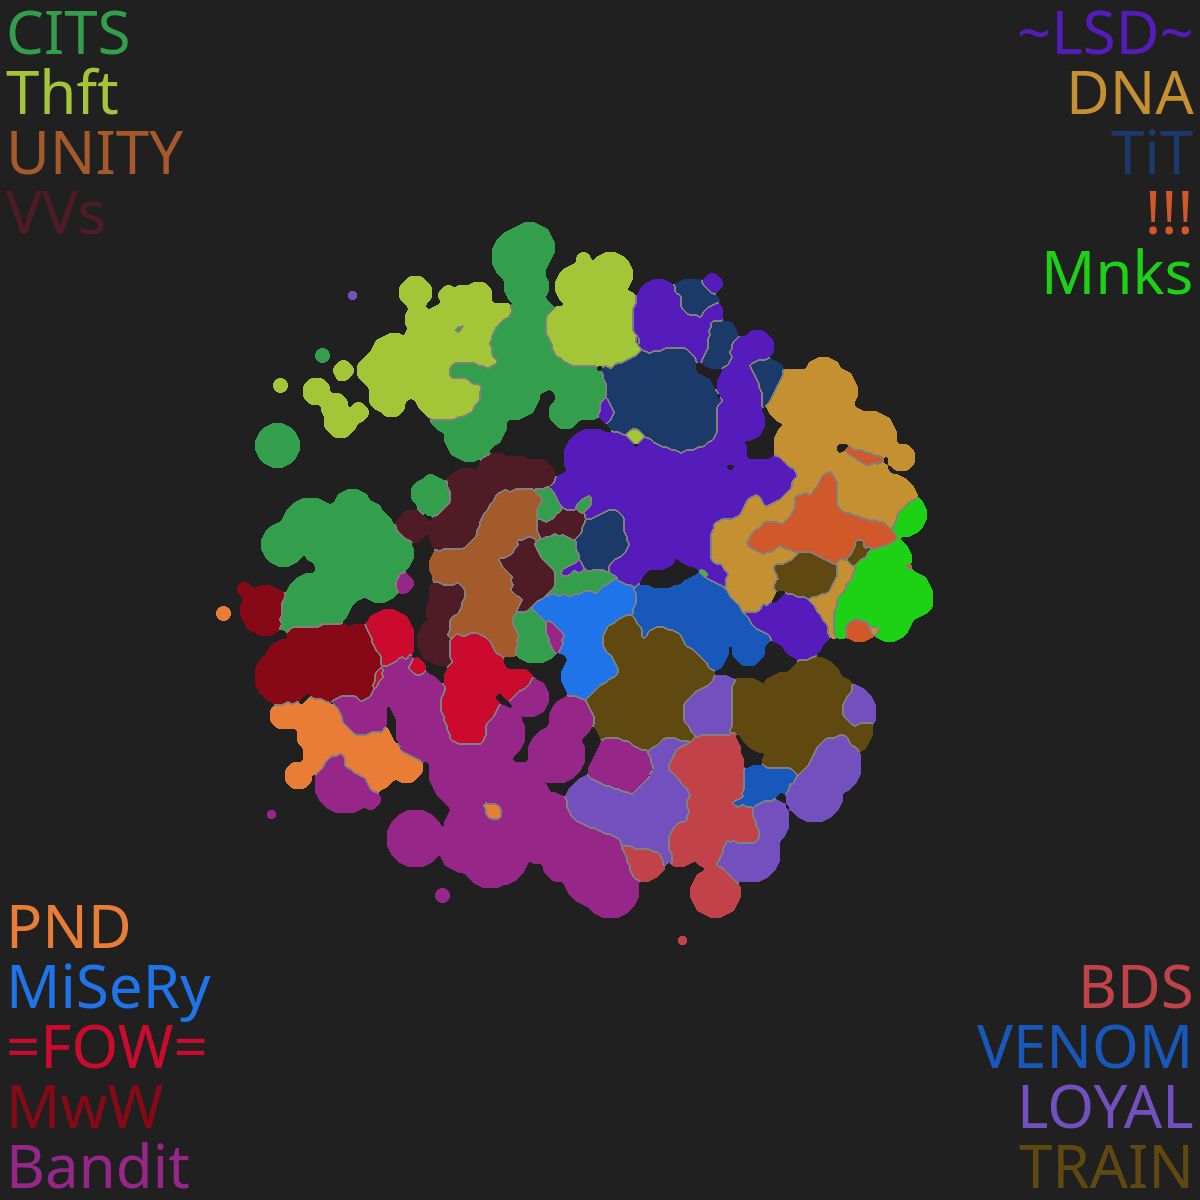 CITS
Thft
UNITY
VVs
~LSD~
DNA
TiT
!!!
Mnks
PND
MiSeRy
=FOW=
MwW
Bandit
BDS
VENOM
LOYAL
TRAIN